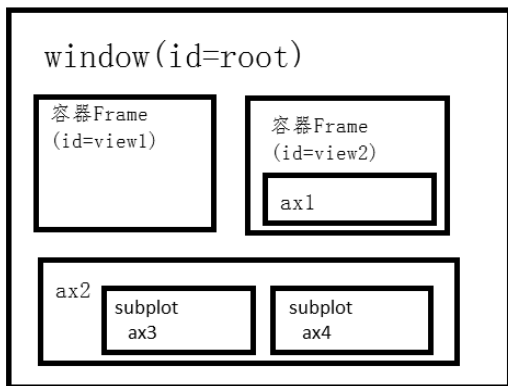 window(id=root)
容器Frame
(id=view1)
容器Frame
(id=view2)
ax1
ax2
subplot
ax3
subplot
ax4